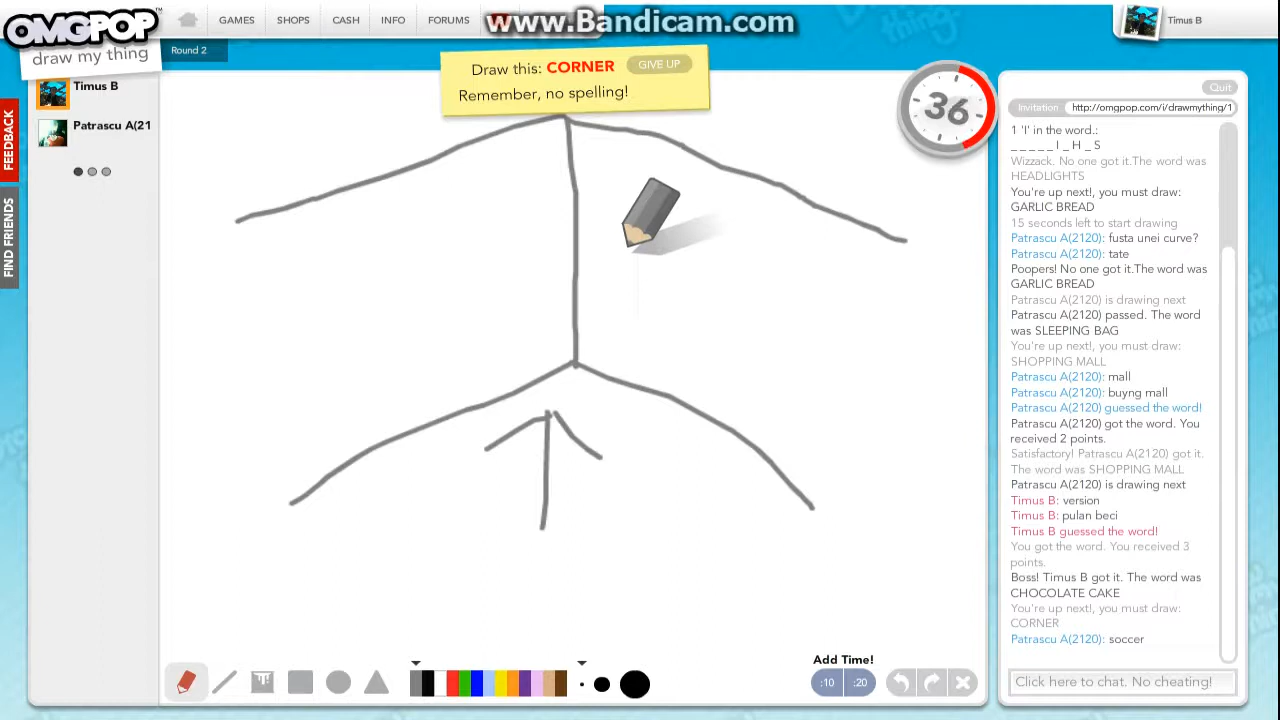 www.Bandicam.com
OMGPOP™
draw my thing
GAMES
SHOPS
CASH
INFO
FORUMS
Timus B
Round 2
Draw this: CORNER
GIVE UP
Remember, no spelling!
36
FEEDBACK
FIND FRIENDS
Timus B
Patrascu A(21
Quit
Invitation
http://omgpop.com/i/drawmything/1
1 'I' in the word.:
_ _ _ _ _ I _ H _ S
Wizzack. No one got it.The word was
HEADLIGHTS
You're up next!, you must draw:
GARLIC BREAD
15 seconds left to start drawing
Patrascu A(2120): fusta unei curve?
Patrascu A(2120): tate
Poopers! No one got it.The word was
GARLIC BREAD
Patrascu A(2120) is drawing next
Patrascu A(2120) passed. The word
was SLEEPING BAG
You're up next!, you must draw:
SHOPPING MALL
Patrascu A(2120): mall
Patrascu A(2120): buyng mall
Patrascu A(2120) guessed the word!
Patrascu A(2120) got the word. You
received 2 points.
Satisfactory! Patrascu A(2120) got it.
The word was SHOPPING MALL
Patrascu A(2120) is drawing next
Timus B: version
Timus B: pulan beci
Timus B guessed the word!
You got the word. You received 3
points.
Boss! Timus B got it. The word was
CHOCOLATE CAKE
You're up next!, you must draw:
CORNER
Patrascu A(2120): soccer
Add Time!
:10
:20
Click here to chat. No cheating!